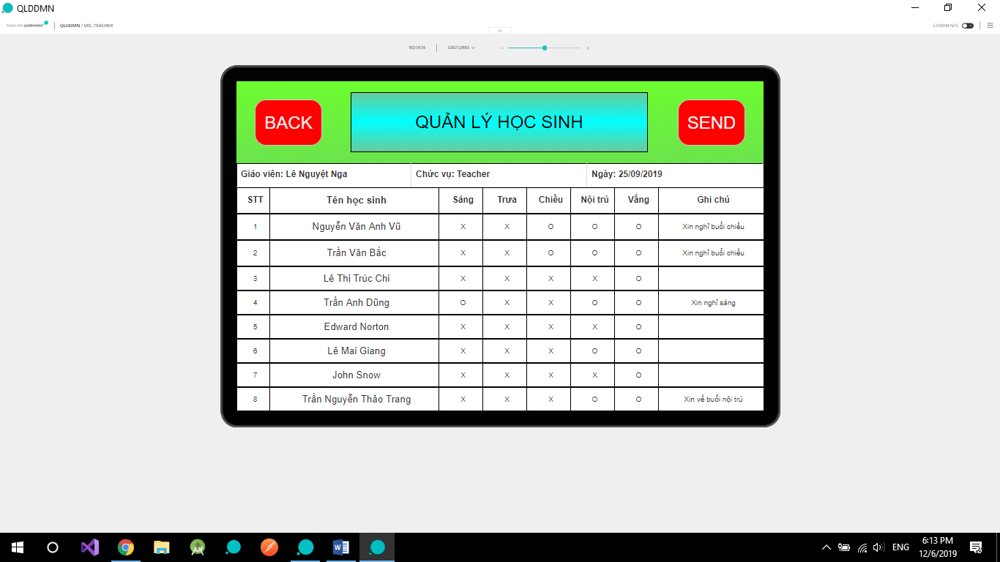 QLDDMN
Made with justinmind QLDDMN / SRC_TEACHER COMMENTS
ROTATE GESTURES
BACK QUẢN LÝ HỌC SINH SEND
Giáo viên: Lê Nguyệt Nga Chức vụ: Teacher Ngày: 25/09/2019
STT Tên học sinh Sáng Trưa Chiều Nội trú Vắng Ghi chú
1 Nguyễn Văn Anh Vũ X X O O O Xin nghỉ buổi chiều
2 Trần Văn Bắc X X O O O Xin nghỉ buổi chiều
3 Lê Thị Trúc Chi X X X X O
4 Trần Anh Dũng O X X O O Xin nghỉ sáng
5 Edward Norton X X X X O
6 Lê Mai Giang X X X O O
7 John Snow X X X X O
8 Trần Nguyễn Thảo Trang X X X O O Xin về buổi nội trú
ENG 6:13 PM
12/6/2019